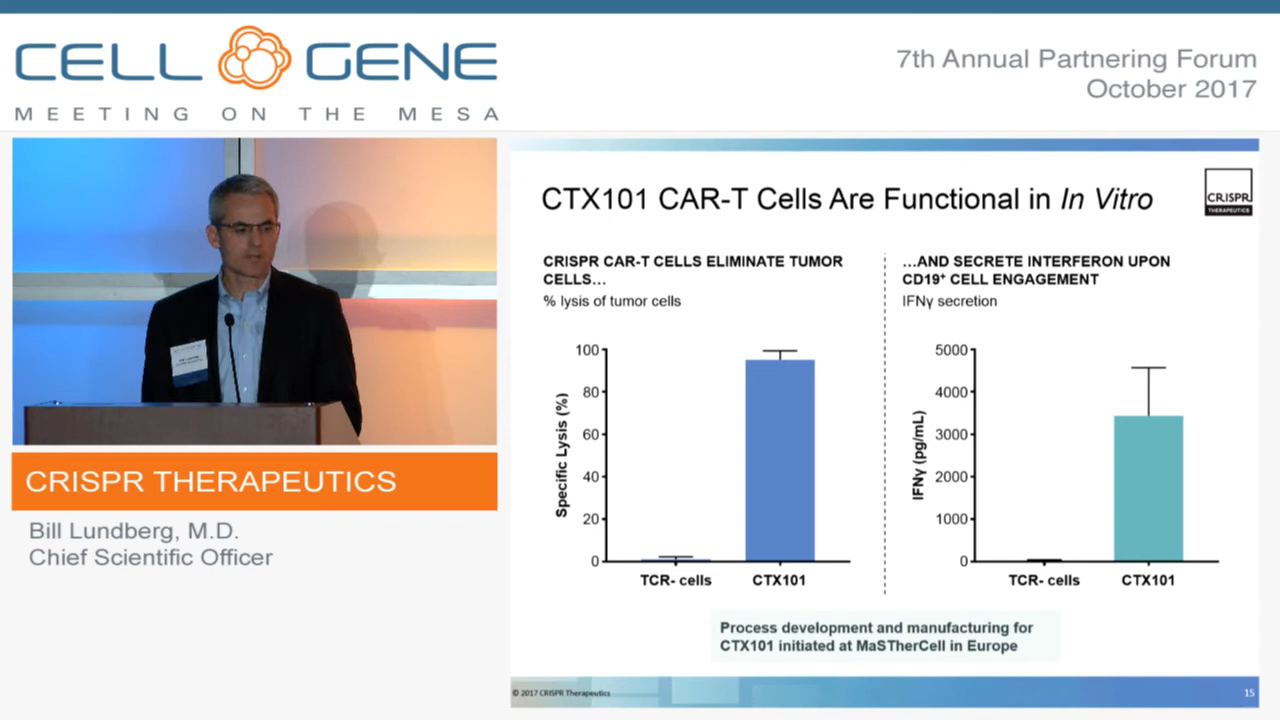 CELL GENE
MEETING ON THE MESA
7th Annual Partnering Forum
October 2017
CRISPR THERAPEUTICS
Bill Lundberg, M.D.
Chief Scientific Officer
CTX101 CAR-T Cells Are Functional in In Vitro
CRISPR
THERAPEUTICS
CRISPR CAR-T CELLS ELIMINATE TUMOR
CELLS…
% lysis of tumor cells
Specific Lysis (%)
100
80
60
40
20
0
TCR- cells
CTX101
…AND SECRETE INTERFERON UPON
CD19⁺ CELL ENGAGEMENT
IFNγ secretion
IFNγ (pg/mL)
5000
4000
3000
2000
1000
0
TCR- cells
CTX101
Process development and manufacturing for
CTX101 initiated at MaSTherCell in Europe
© 2017 CRISPR Therapeutics
15